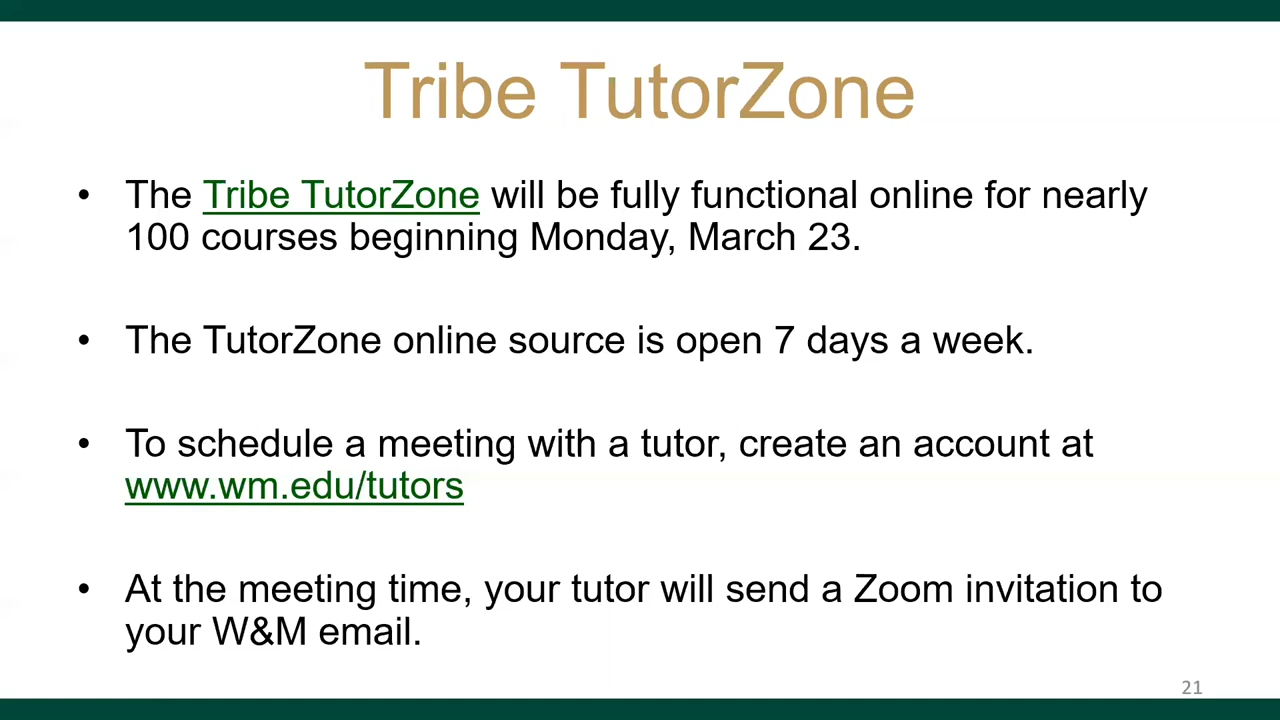 Tribe TutorZone
• The Tribe TutorZone will be fully functional online for nearly
100 courses beginning Monday, March 23.
• The TutorZone online source is open 7 days a week.
• To schedule a meeting with a tutor, create an account at
www.wm.edu/tutors
• At the meeting time, your tutor will send a Zoom invitation to
your W&M email.
21